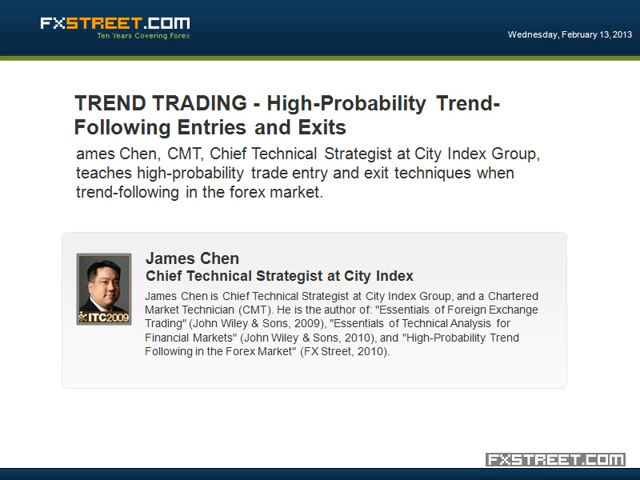 FXSTREET.COM
Ten Years Covering Forex
Wednesday, February 13, 2013
TREND TRADING - High-Probability Trend-
Following Entries and Exits
ames Chen, CMT, Chief Technical Strategist at City Index Group,
teaches high-probability trade entry and exit techniques when
trend-following in the forex market.
James Chen
Chief Technical Strategist at City Index
James Chen is Chief Technical Strategist at City Index Group, and a Chartered
Market Technician (CMT). He is the author of: "Essentials of Foreign Exchange
Trading" (John Wiley & Sons, 2009), "Essentials of Technical Analysis for
Financial Markets" (John Wiley & Sons, 2010), and "High-Probability Trend
Following in the Forex Market" (FX Street, 2010).
ITC2009
FXSTREET.COM